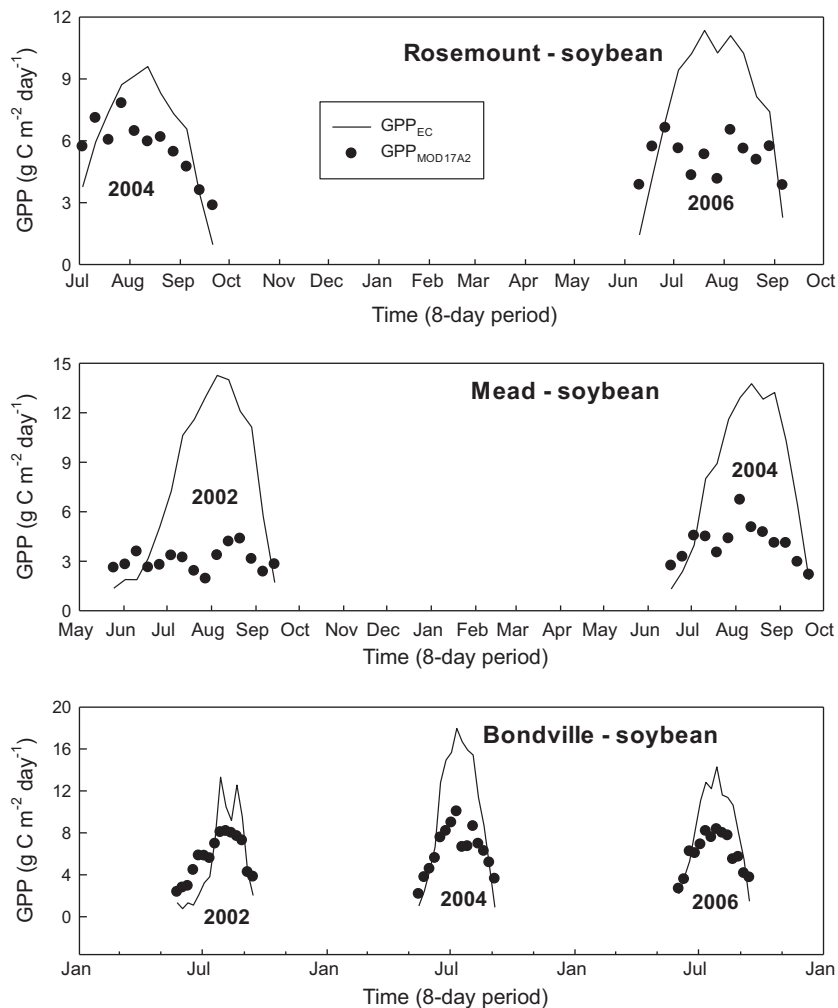 12
Rosemount - soybean
9
GPP_EC
GPP_MOD17A2
6
2004
2006
3
0
GPP (g C m⁻² day⁻¹)
Jul Aug Sep Oct Nov Dec Jan Feb Mar Apr May Jun Jul Aug Sep Oct
Time (8-day period)
15
Mead - soybean
12
9
2004
2002
6
3
0
GPP (g C m⁻² day⁻¹)
May Jun Jul Aug Sep Oct Nov Dec Jan Feb Mar Apr May Jun Jul Aug Sep Oct
Time (8-day period)
20
Bondville - soybean
16
12
8
4
2002
2004
2006
0
GPP (g C m⁻² day⁻¹)
Jan Jul Jan Jul Jan Jul Jan
Time (8-day period)